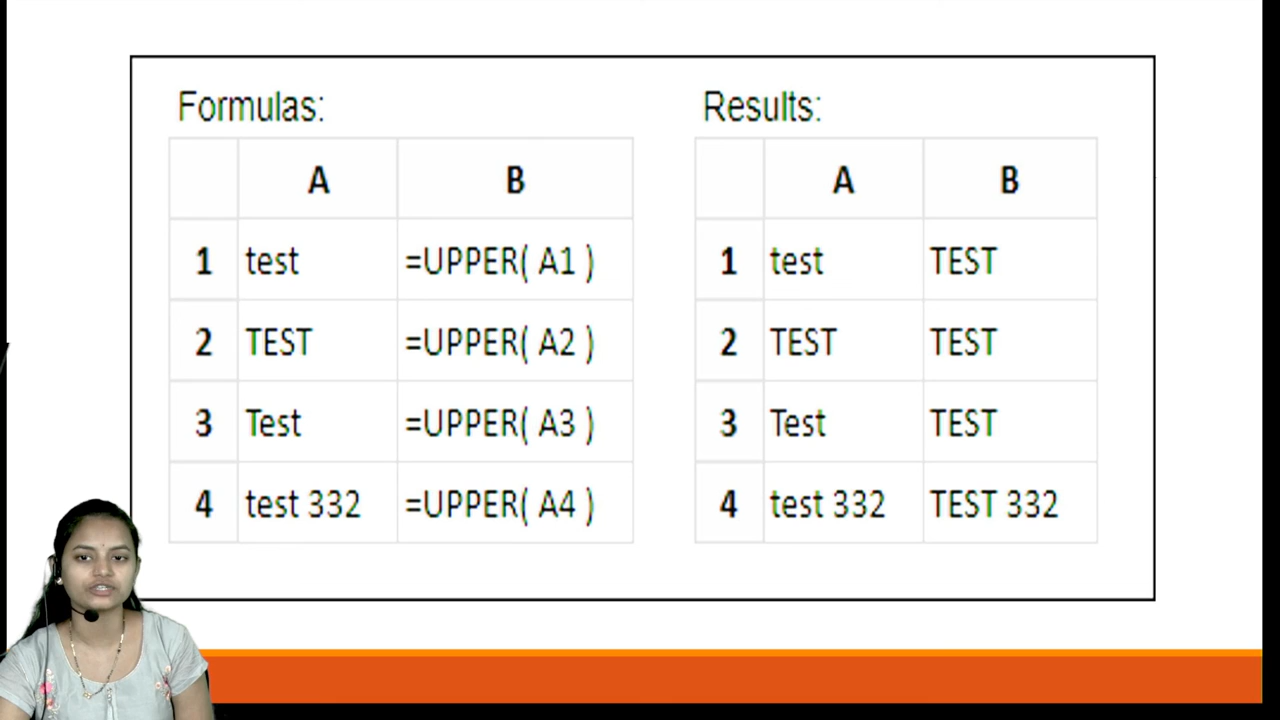 Formulas:
A B
1 test =UPPER( A1 )
2 TEST =UPPER( A2 )
3 Test =UPPER( A3 )
4 test 332 =UPPER( A4 )
Results:
A B
1 test TEST
2 TEST TEST
3 Test TEST
4 test 332 TEST 332